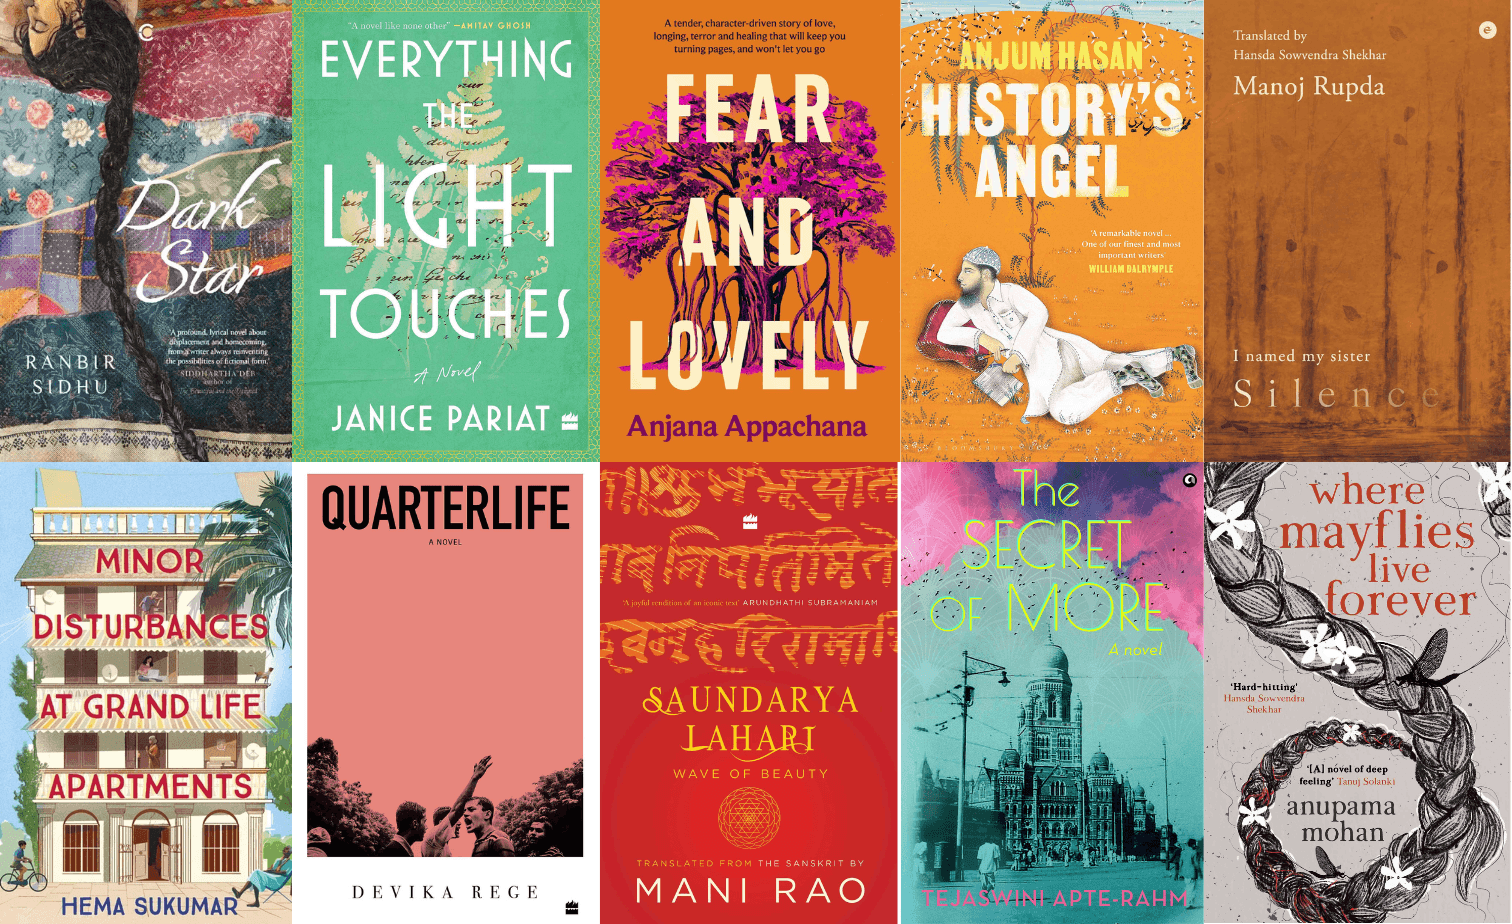 Dark
Star
'A profound, lyrical novel about
displacement and homecoming,
from a writer always reinventing
the possibilities of fictional form.'
SIDDHARTHA DEB
author of
RANBIR
SIDHU
"A novel like none other" —AMITAV GHOSH
EVERYTHING
THE
LIGHT
TOUCHES
A Novel
JANICE PARIAT
A tender, character-driven story of love,
longing, terror and healing that will keep you
turning pages, and won't let you go
FEAR
AND
LOVELY
Anjana Appachana
ANJUM HASAN
HISTORY'S
ANGEL
'A remarkable novel ...
One of our finest and most
important writers'
WILLIAM DALRYMPLE
e
Translated by
Hansda Sowvendra Shekhar
Manoj Rupda
I named my sister
Silence
MINOR
DISTURBANCES
AT GRAND LIFE
APARTMENTS
HEMA SUKUMAR
QUARTERLIFE
A NOVEL
DEVIKA REGE
'A joyful rendition of an iconic text' ARUNDHATHI SUBRAMANIAM
SAUNDARYA
LAHARI
WAVE OF BEAUTY
TRANSLATED FROM THE SANSKRIT BY
MANI RAO
The
SECRET
OF MORE
A novel
TEJASWINI APTE-RAHM
where
mayflies
live
forever
'Hard-hitting'
Hansda Sowvendra
Shekhar
'[A] novel of deep
feeling' Tanuj Solanki
anupama
mohan